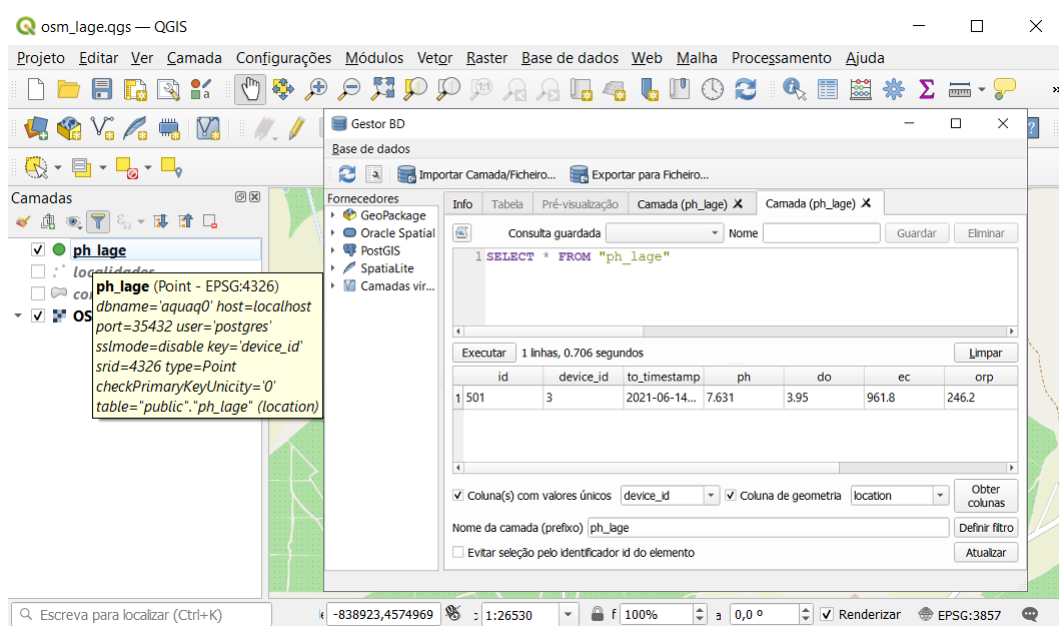 osm_lage.qgs — QGIS
Projeto Editar Ver Camada Configurações Módulos Vetor Raster Base de dados Web Malha Processamento Ajuda
Gestor BD
Base de dados
Importar Camada/Ficheiro... Exportar para Ficheiro...
Camadas
ph_lage
localidades
OS
ph_lage (Point - EPSG:4326)
dbname='aquaq0' host=localhost
port=35432 user='postgres'
sslmode=disable key='device_id'
srid=4326 type=Point
checkPrimaryKeyUnicity='0'
table="public"."ph_lage" (location)
Fornecedores
GeoPackage
Oracle Spatial
PostGIS
SpatiaLite
Camadas vir...
Info Tabela Pré-visualização Camada (ph_lage) X Camada (ph_lage) X
Consulta guardada Nome Guardar Eliminar
1 SELECT * FROM "ph_lage"
Executar 1 linhas, 0.706 segundos Limpar
id device_id to_timestamp ph do ec orp
1 501 3 2021-06-14... 7.631 3.95 961.8 246.2
Coluna(s) com valores únicos device_id Coluna de geometria location Obter colunas
Nome da camada (prefixo) ph_lage Definir filtro
Evitar seleção pelo identificador id do elemento Atualizar
Escreva para localizar (Ctrl+K) -838923,4574969 1:26530 100% 0,0 º Renderizar EPSG:3857